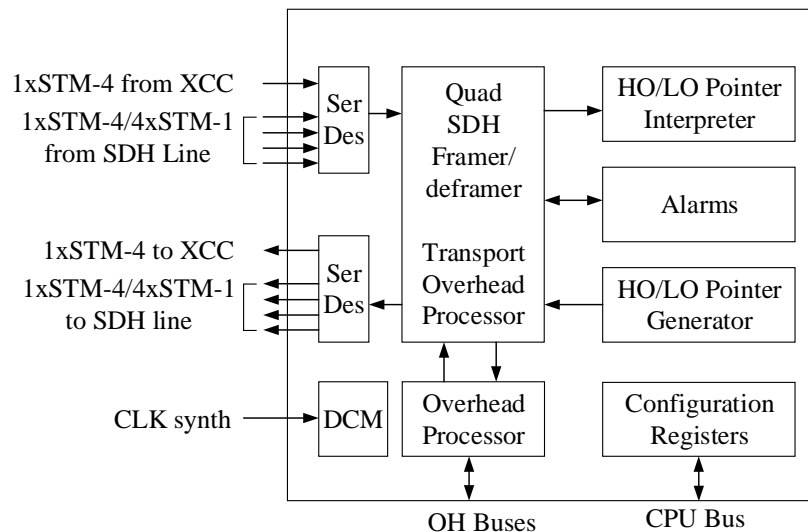 1xSTM-4 from XCC
1xSTM-4/4xSTM-1
from SDH Line
Ser
Des
Quad
SDH
Framer/
deframer
Transport
Overhead
Processor
HO/LO Pointer
Interpreter
Alarms
HO/LO Pointer
Generator
1xSTM-4 to XCC
1xSTM-4/4xSTM-1
to SDH line
Ser
Des
CLK synth
DCM
Overhead
Processor
Configuration
Registers
OH Buses
CPU Bus